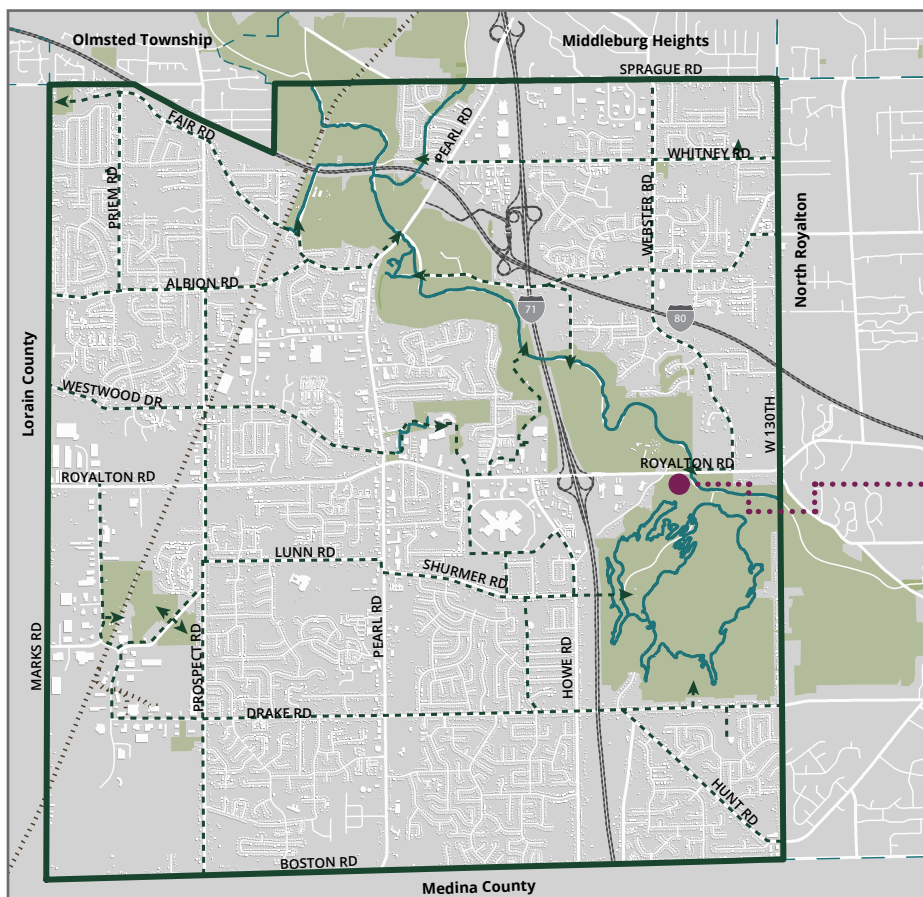 Olmsted Township
Middleburg Heights
SPRAGUE RD
FAIR RD
PEARL RD
WHITNEY RD
PRIEM RD
WEBSTER RD
North Royalton
ALBION RD
71
80
Lorain County
WESTWOOD DR
W 130TH
ROYALTON RD
ROYALTON RD
LUNN RD
SHURMER RD
MARKS RD
PROSPECT RD
PEARL RD
HOWE RD
DRAKE RD
HUNT RD
BOSTON RD
Medina County